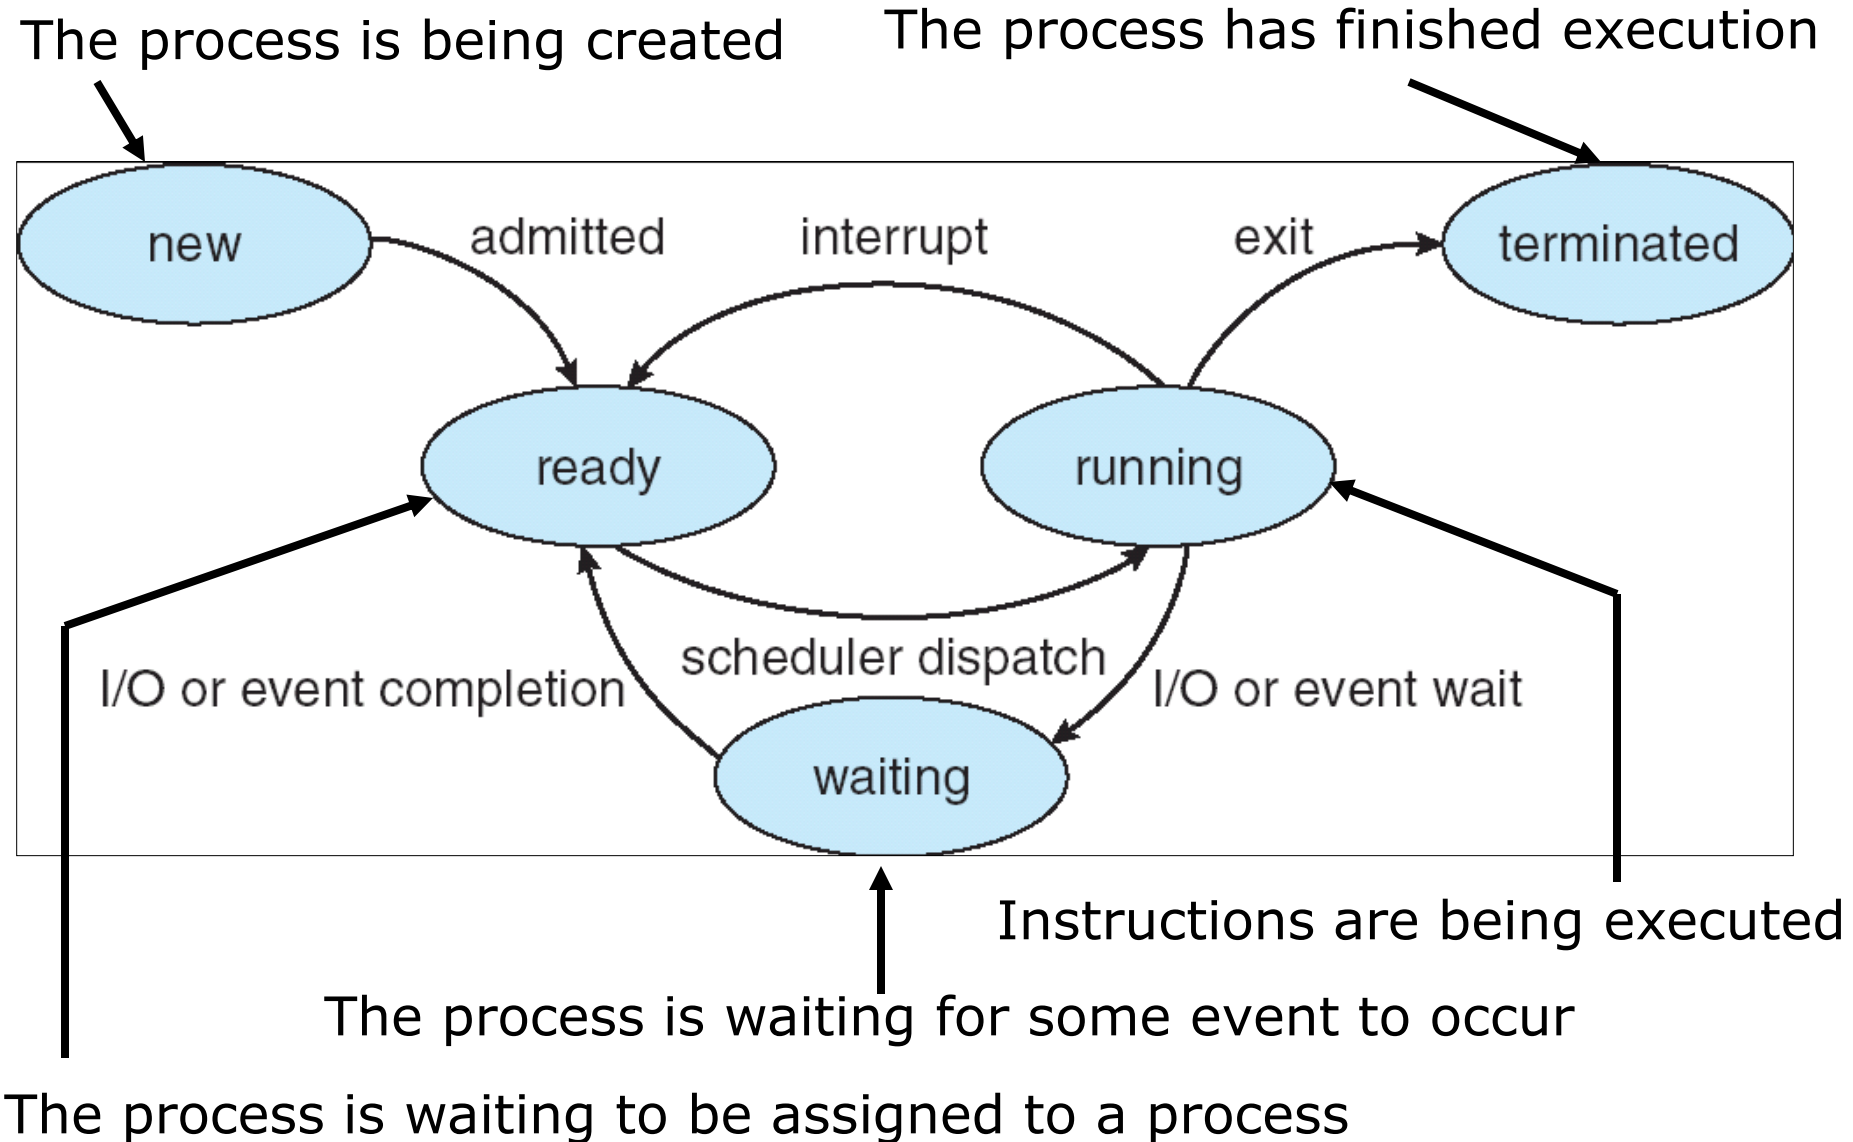 The process is being created
The process has finished execution
new
admitted
interrupt
exit
terminated
ready
running
scheduler dispatch
I/O or event completion
I/O or event wait
waiting
Instructions are being executed
The process is waiting for some event to occur
The process is waiting to be assigned to a process